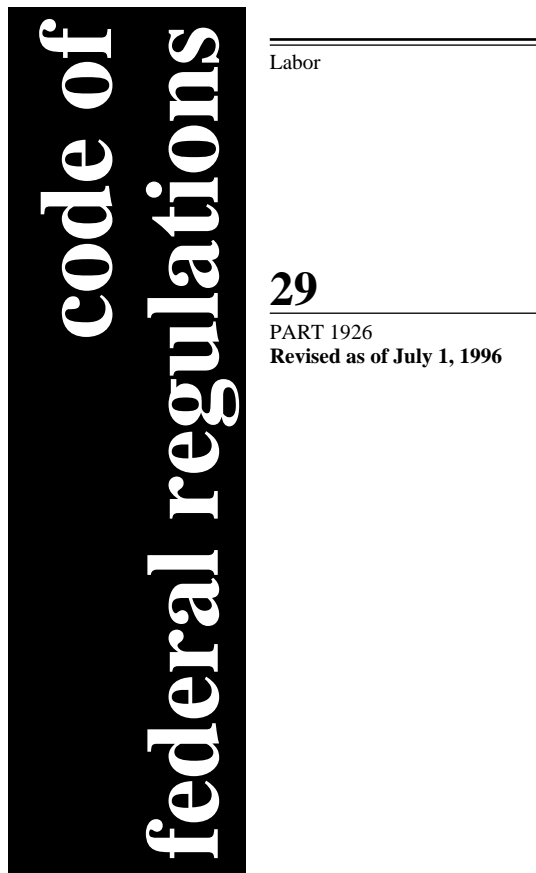 code of
federal regulations
Labor
29
PART 1926
Revised as of July 1, 1996